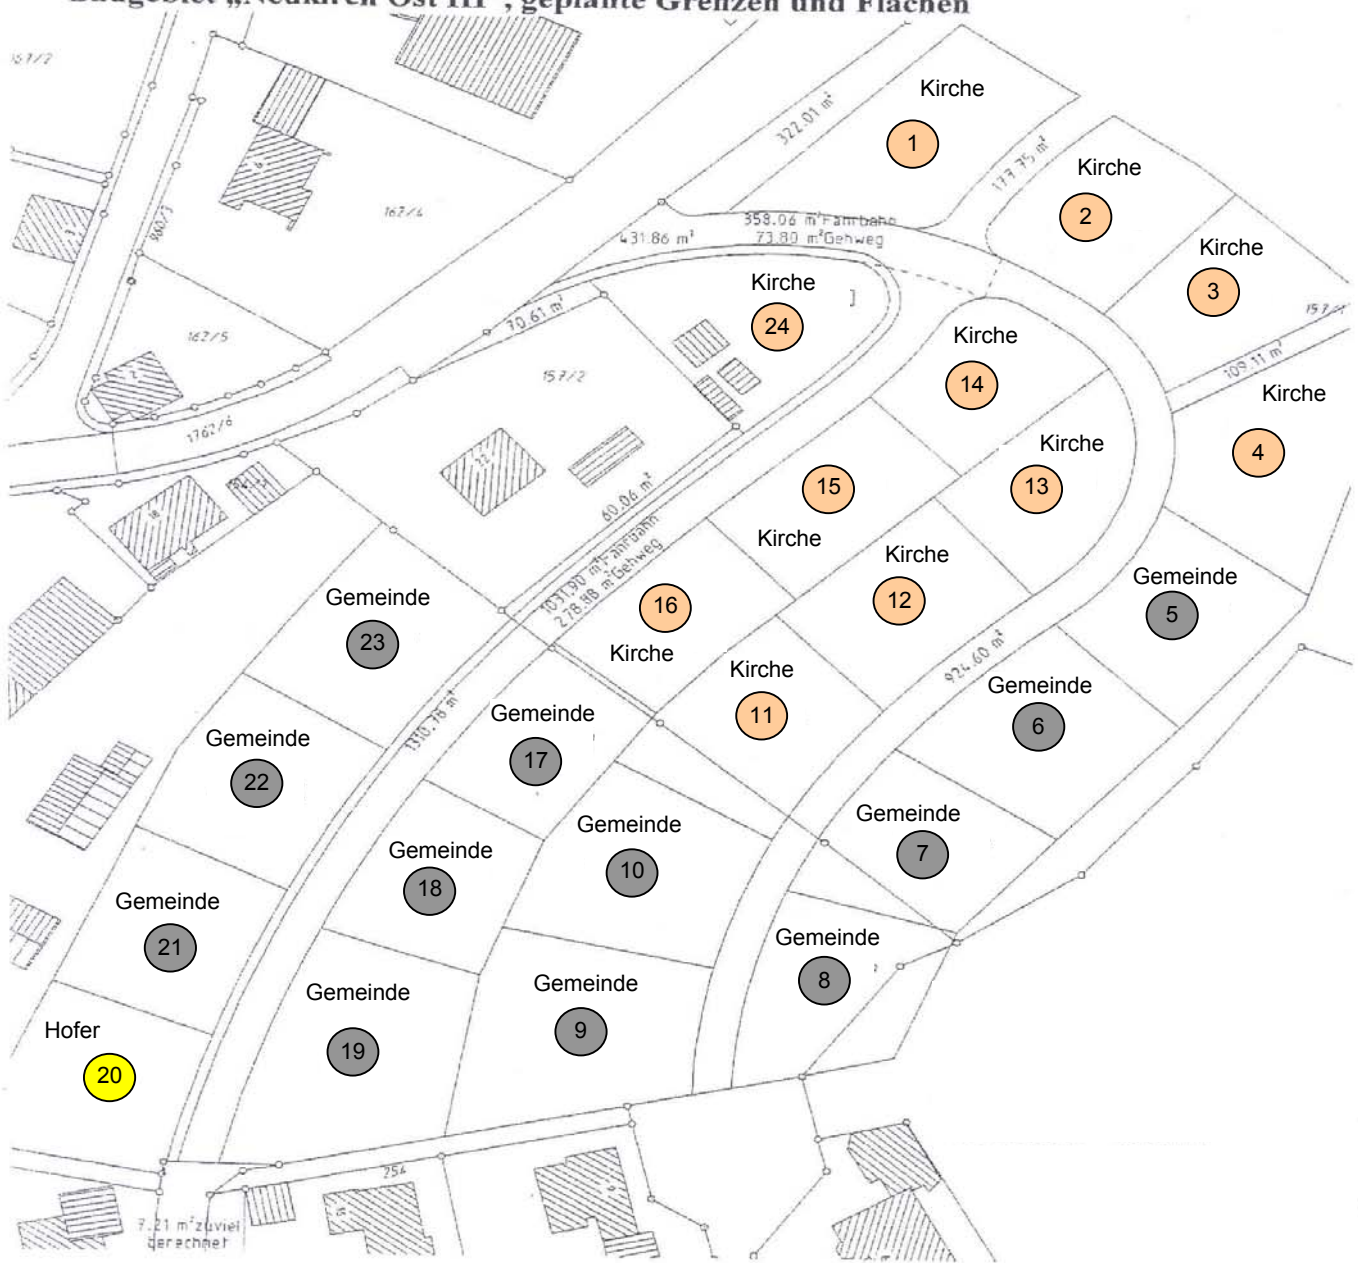 Baugebiet „Neukirch Ost III", geplante Grenzen und Flächen
157/2
Kirche
1
322.01 m²
177.75 m²
Kirche
2
162/4
358.06 m² Fahrbahn
73.80 m² Gehweg
431.86 m²
Kirche
3
Kirche
24
70.61 m²
162/5
157/2
Kirche
14
109.11 m²
Kirche
4
1762/6
Kirche
13
15
Kirche
60.06 m²
1031.90 m² Fahrbahn
278.88 m² Gehweg
Kirche
12
16
Kirche
Gemeinde
5
Gemeinde
23
924.60 m²
Kirche
11
Gemeinde
6
1310.78 m²
Gemeinde
17
Gemeinde
22
Gemeinde
7
Gemeinde
10
Gemeinde
18
Gemeinde
21
Gemeinde
8
Gemeinde
9
Gemeinde
19
Hofer
20
254
7.21 m² zuviel
berechnet